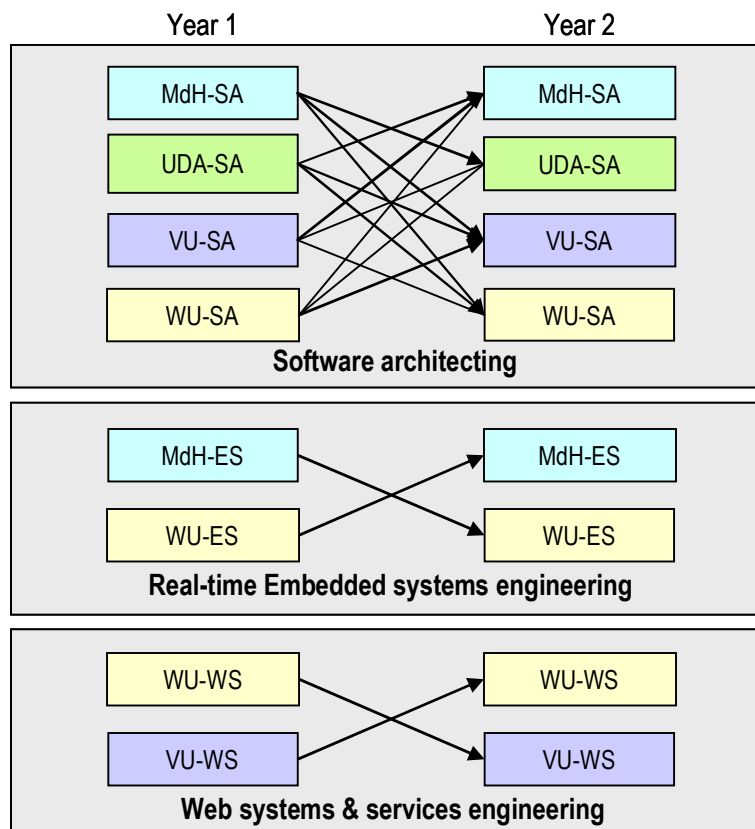 Year 1 Year 2
MdH-SA MdH-SA
UDA-SA UDA-SA
VU-SA VU-SA
WU-SA WU-SA
Software architecting
MdH-ES MdH-ES
WU-ES WU-ES
Real-time Embedded systems engineering
WU-WS WU-WS
VU-WS VU-WS
Web systems & services engineering